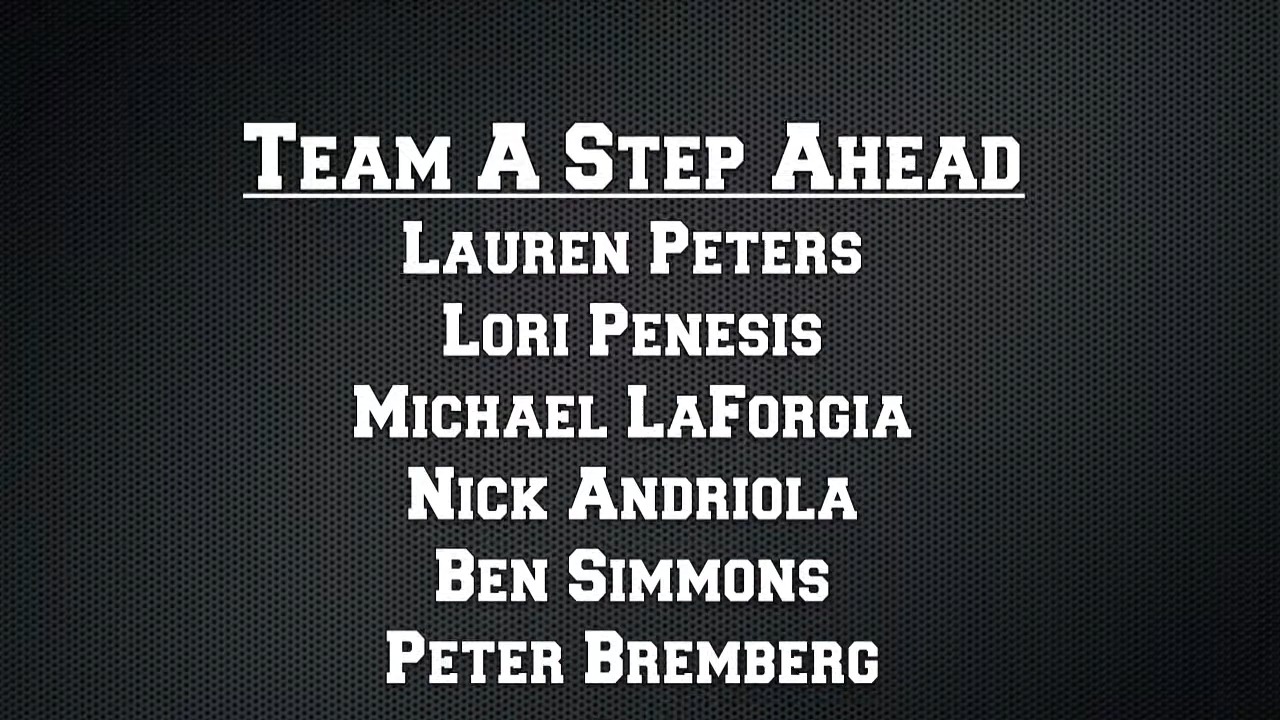 Team A Step Ahead
Lauren Peters
Lori Penesis
Michael LaForgia
Nick Andriola
Ben Simmons
Peter Bremberg